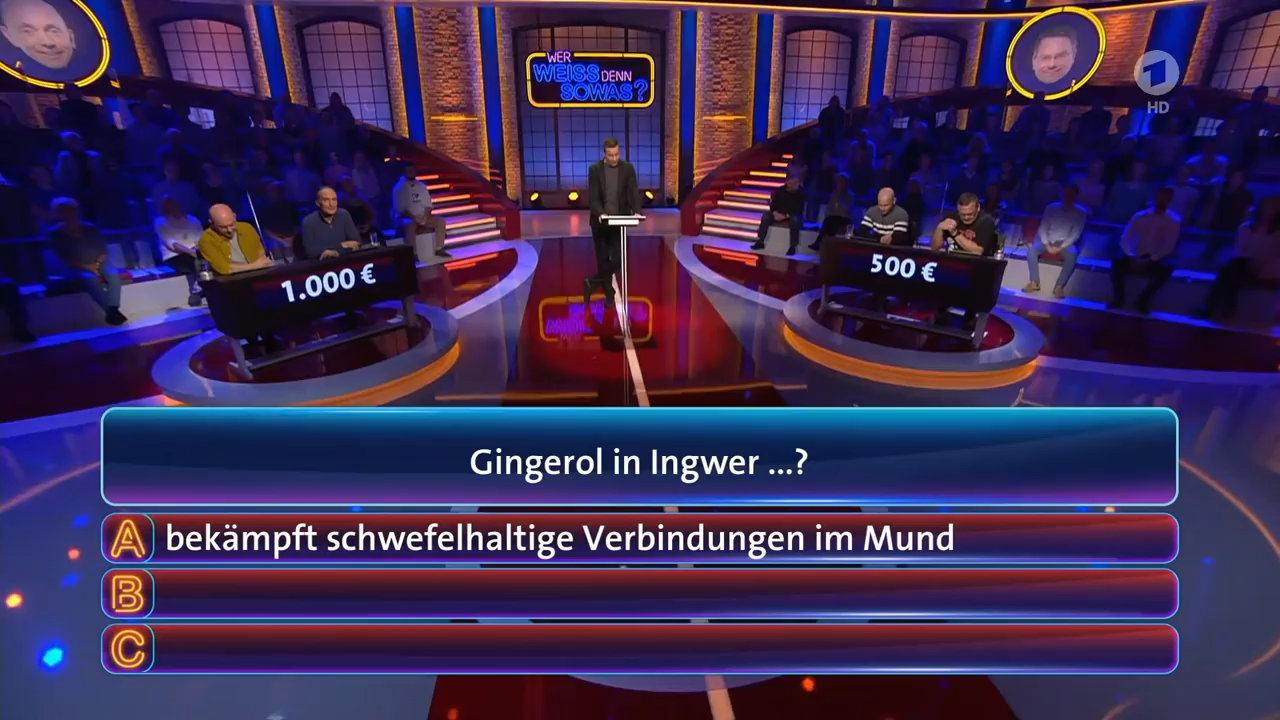 WER
WEISS DENN
SOWAS?
1
HD
1.000 €
500 €
Gingerol in Ingwer ...?
A bekämpft schwefelhaltige Verbindungen im Mund
B
C